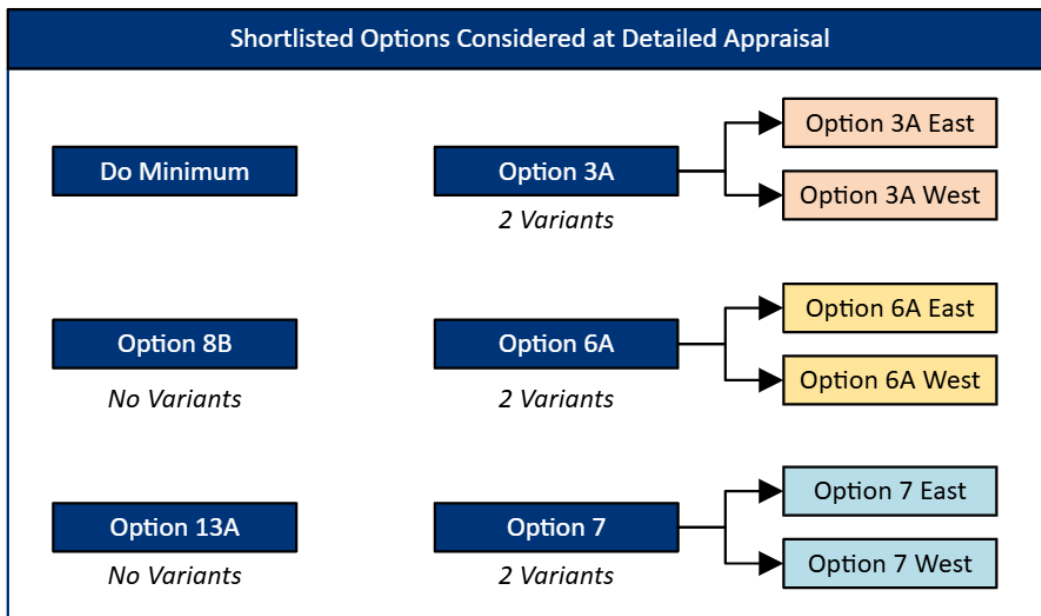 Shortlisted Options Considered at Detailed Appraisal
Do Minimum
Option 3A
2 Variants
Option 3A East
Option 3A West
Option 8B
No Variants
Option 6A
2 Variants
Option 6A East
Option 6A West
Option 13A
No Variants
Option 7
2 Variants
Option 7 East
Option 7 West